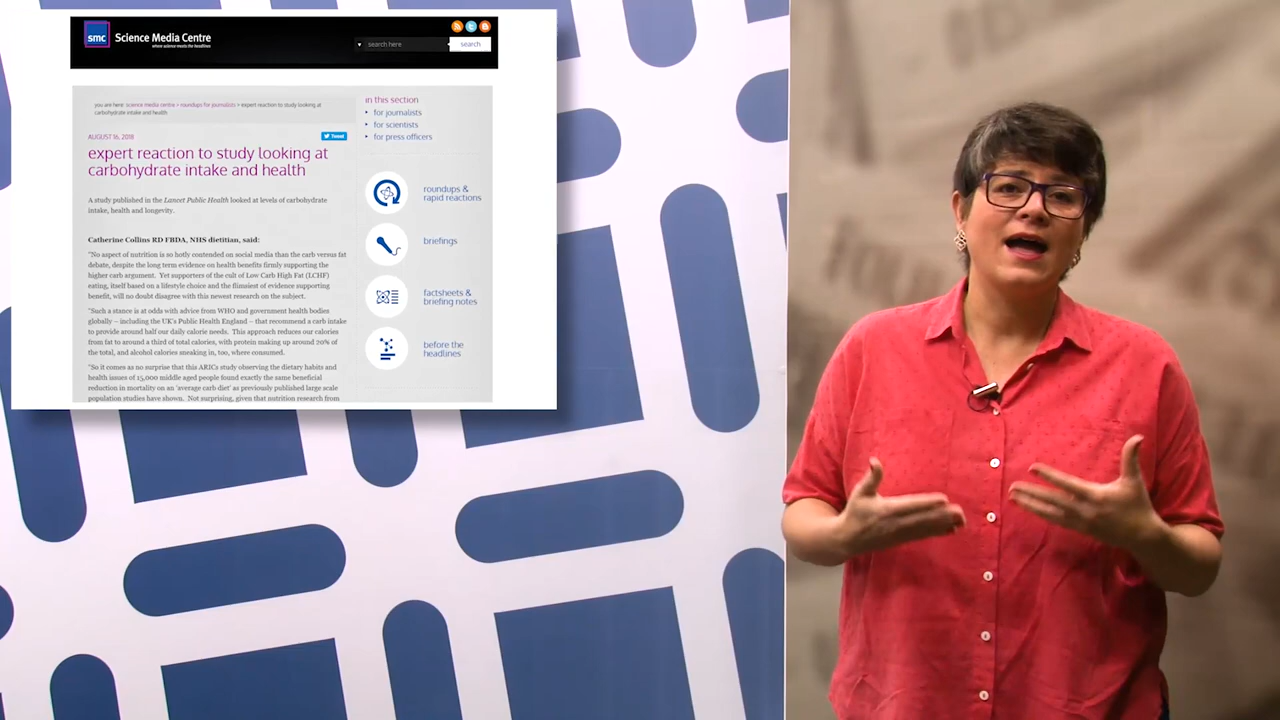 smc
Science Media Centre
where science meets the headlines
search here
search
you are here: science media centre > roundups for journalists > expert reaction to study looking at
carbohydrate intake and health
in this section
for journalists
for scientists
for press officers
AUGUST 16, 2018
Tweet
expert reaction to study looking at
carbohydrate intake and health
A study published in the Lancet Public Health looked at levels of carbohydrate
intake, health and longevity.
Catherine Collins RD FBDA, NHS dietitian, said:
“No aspect of nutrition is so hotly contended on social media than the carb versus fat
debate, despite the long term evidence on health benefits firmly supporting the
higher carb argument. Yet supporters of the cult of Low Carb High Fat (LCHF)
eating, itself based on a lifestyle choice and the flimsiest of evidence supporting
benefit, will no doubt disagree with this newest research on the subject.
“Such a stance is at odds with advice from WHO and government health bodies
globally – including the UK’s Public Health England – that recommend a carb intake
to provide around half our daily calorie needs. This approach reduces our calories
from fat to around a third of total calories, with protein making up around 20% of
the total, and alcohol calories sneaking in, too, where consumed.
“So it comes as no surprise that this ARICs study observing the dietary habits and
health issues of 15,000 middle aged people found exactly the same beneficial
reduction in mortality on an ‘average carb diet’ as previously published large scale
population studies have shown. Not surprising, given that nutrition research from
roundups &
rapid reactions
briefings
factsheets &
briefing notes
before the
headlines